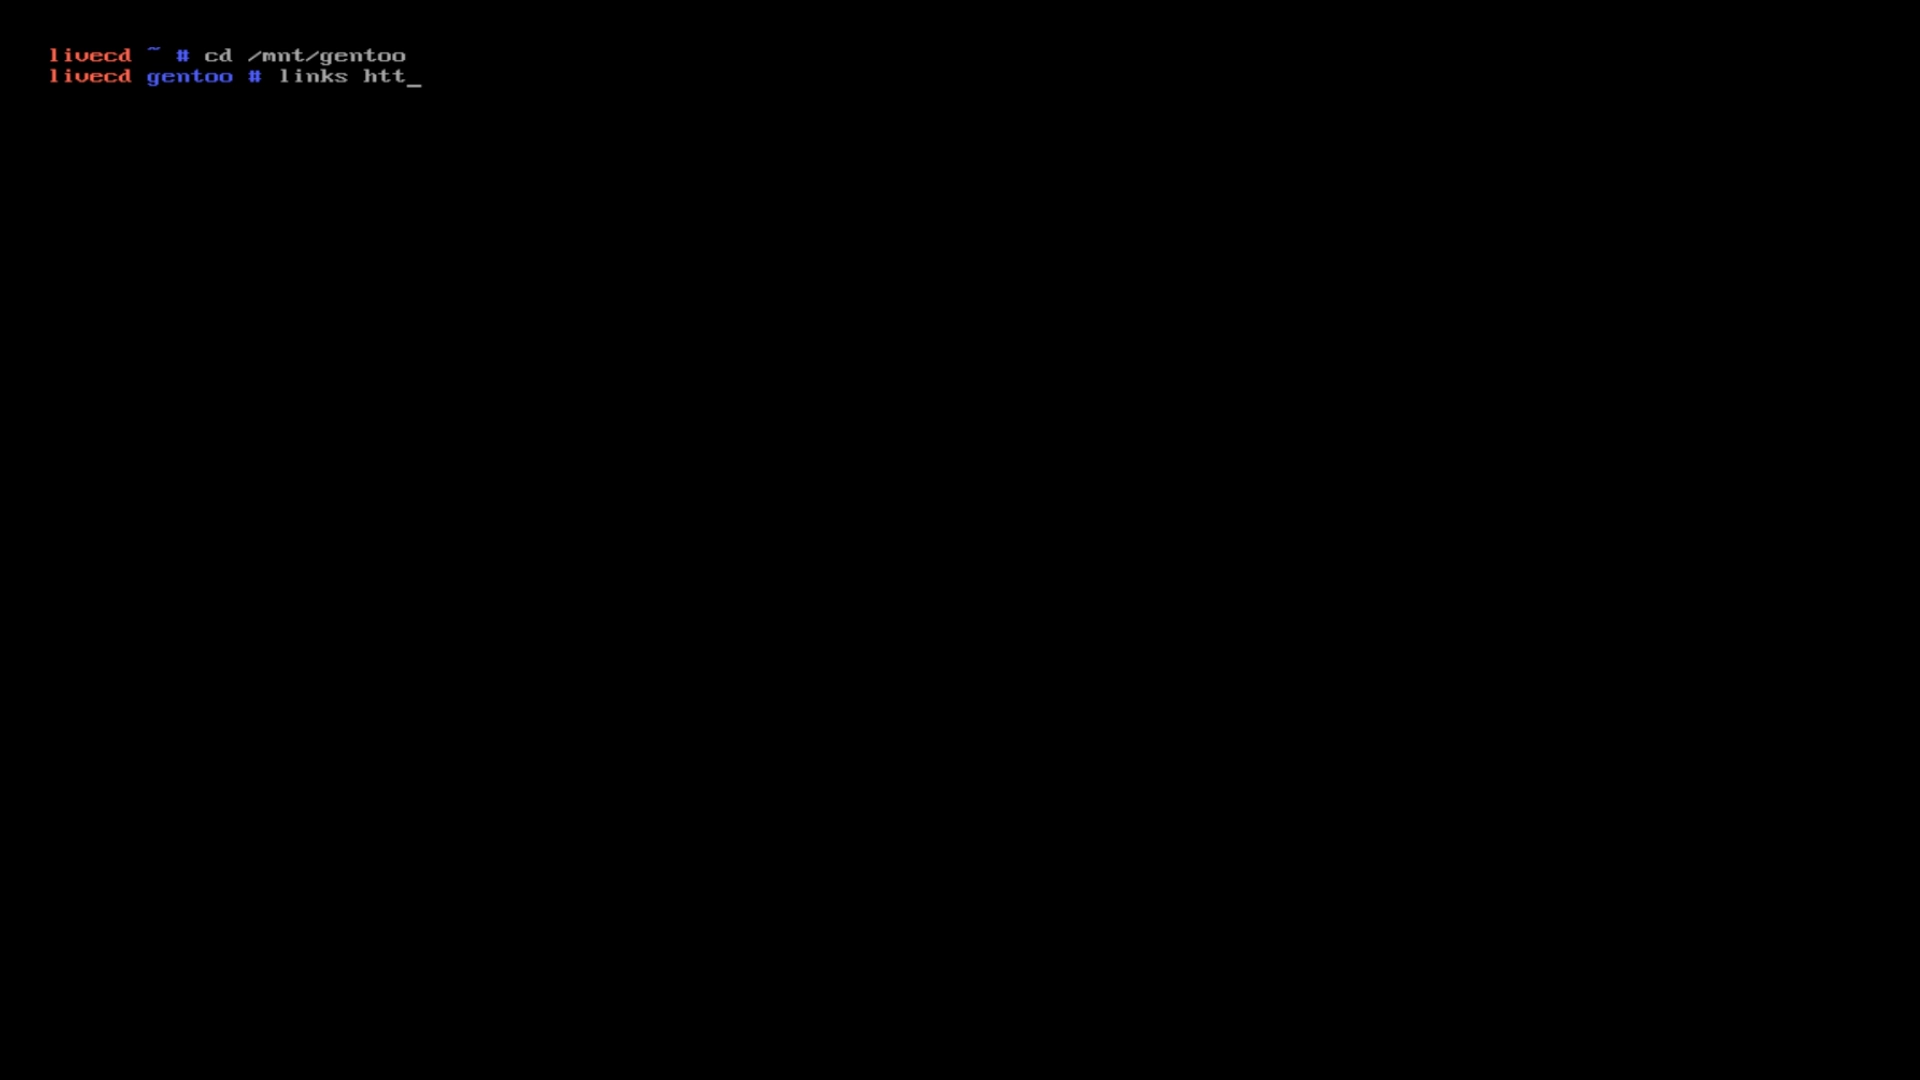 livecd ~ # cd /mnt/gentoo
livecd gentoo # links htt_